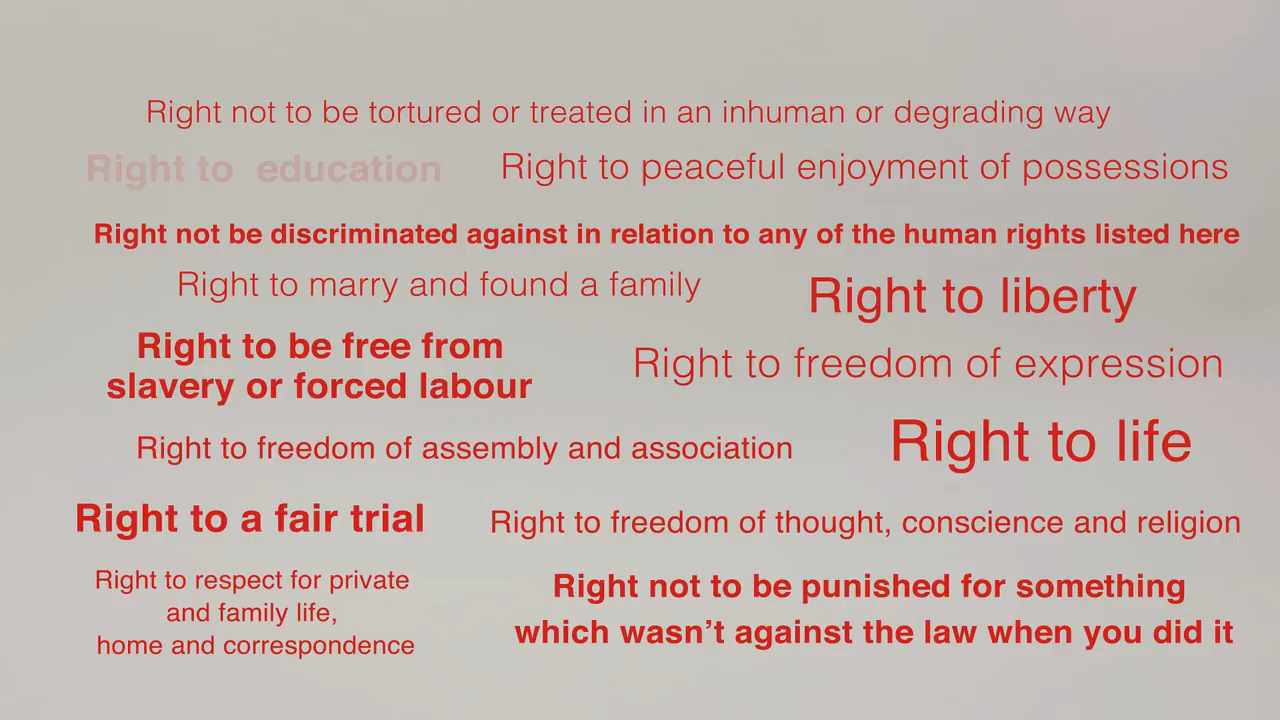 Right not to be tortured or treated in an inhuman or degrading way
Right to education
Right to peaceful enjoyment of possessions
Right not be discriminated against in relation to any of the human rights listed here
Right to marry and found a family
Right to liberty
Right to be free from
slavery or forced labour
Right to freedom of expression
Right to freedom of assembly and association
Right to life
Right to a fair trial
Right to freedom of thought, conscience and religion
Right to respect for private
and family life,
home and correspondence
Right not to be punished for something
which wasn’t against the law when you did it